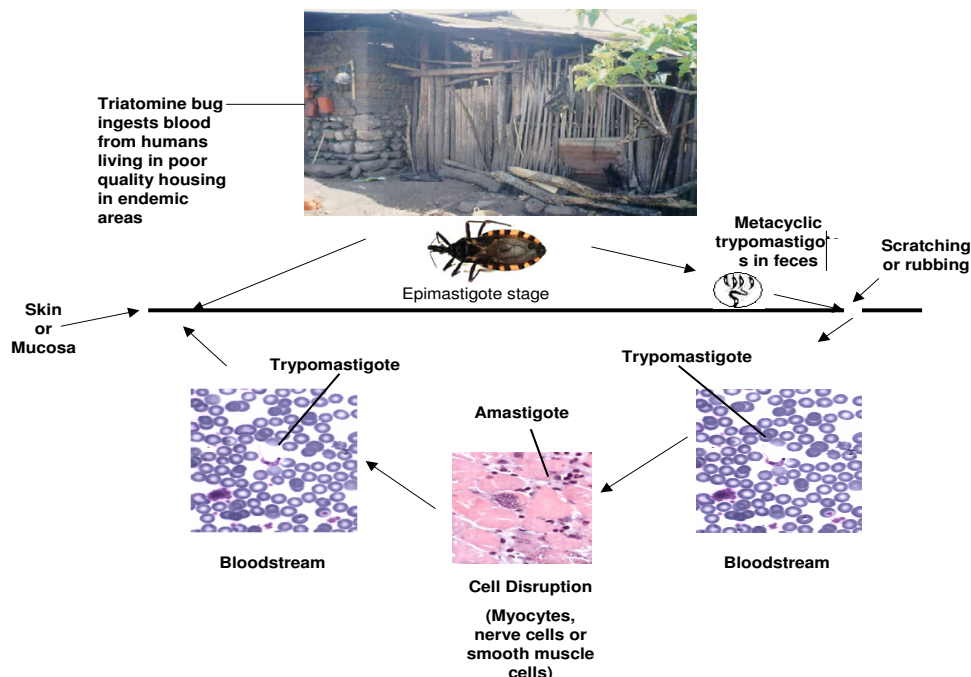 Triatomine bug
ingests blood
from humans
living in poor
quality housing
in endemic
areas
Metacyclic
trypomastigo
s in feces
Scratching
or rubbing
Epimastigote stage
Skin
or
Mucosa
Trypomastigote
Trypomastigote
Amastigote
Bloodstream
Bloodstream
Cell Disruption
(Myocytes,
nerve cells or
smooth muscle
cells)